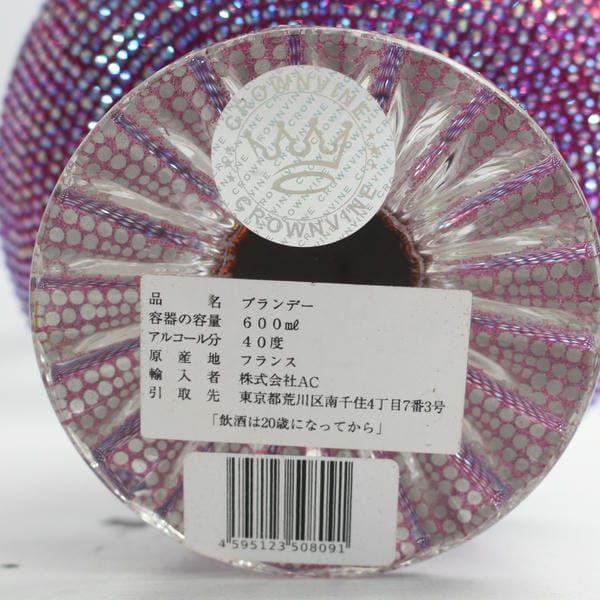 CROWNVINE
CROWNVINE
品　　名　ブランデー
容器の容量　６００㎖
アルコール分　４０度
原　産　地　フランス
輸　入　者　株式会社AC
引　取　先　東京都荒川区南千住4丁目7番3号
「飲酒は20歳になってから」
4 595123 508091